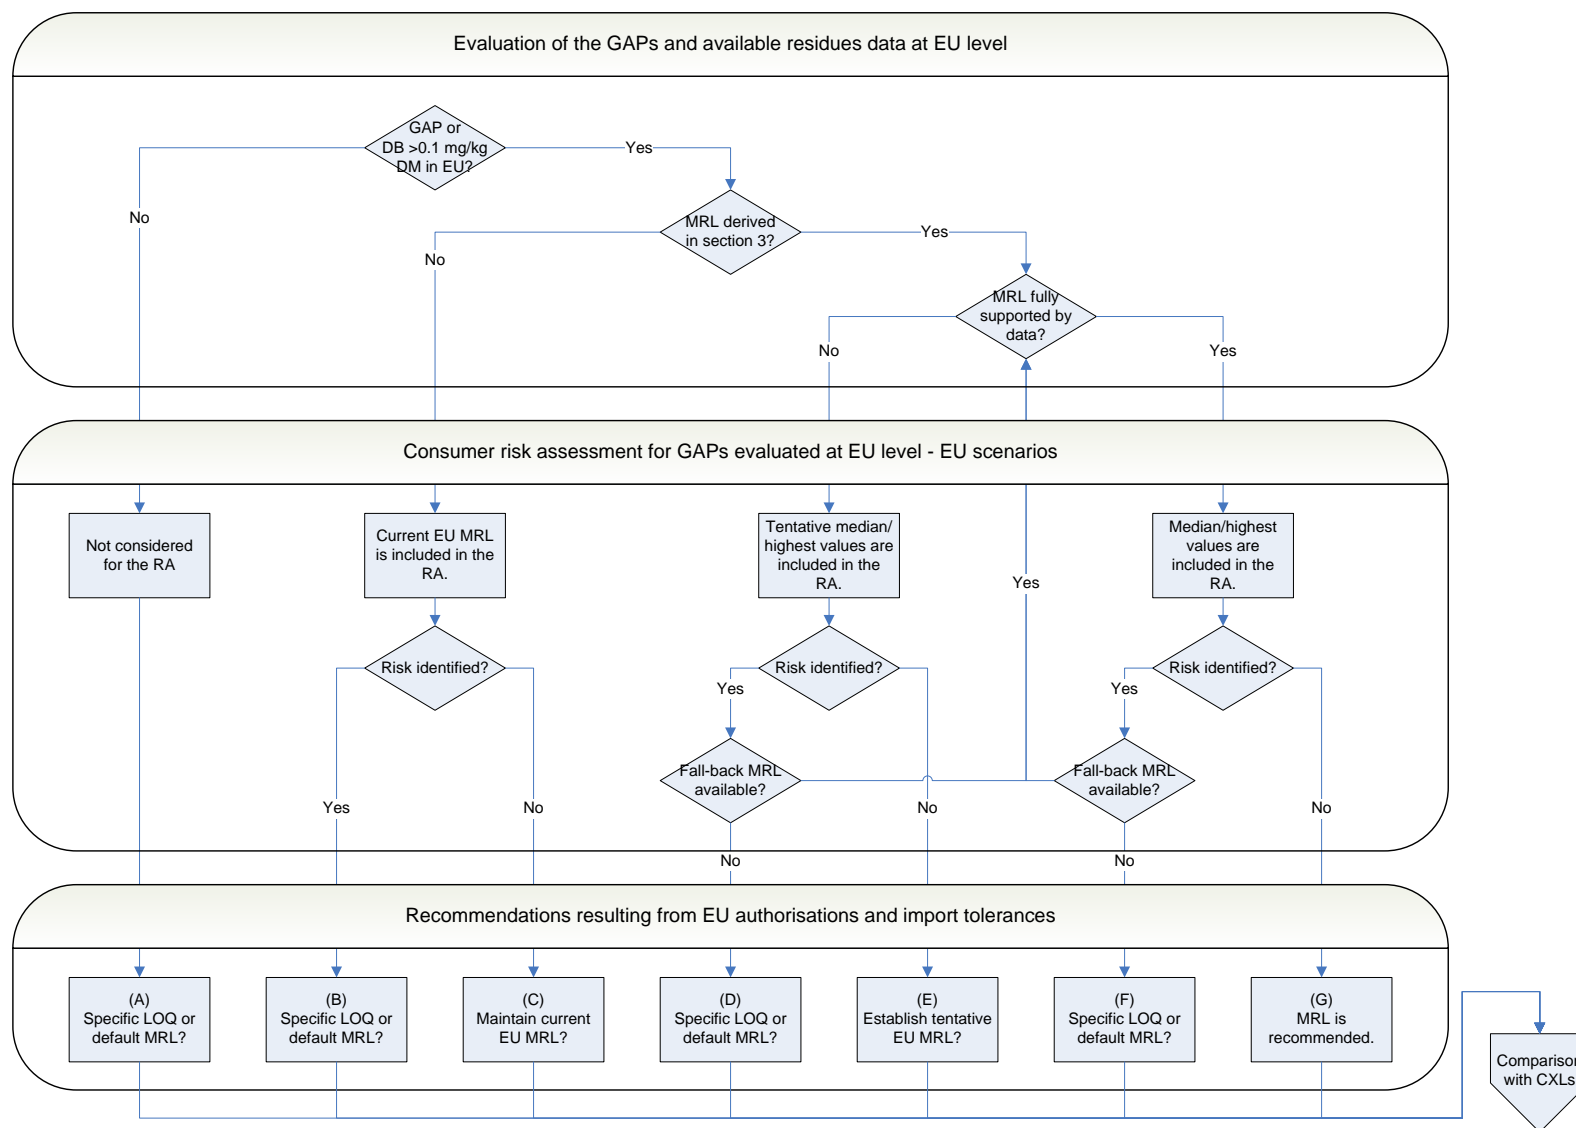 Evaluation of the GAPs and available residues data at EU level
GAP or
DB >0.1 mg/kg
DM in EU?
Yes
No
MRL derived
in section 3?
Yes
No
MRL fully
supported by
data?
No
Yes
Consumer risk assessment for GAPs evaluated at EU level - EU scenarios
Not considered
for the RA
Current EU MRL
is included in the
RA.
Tentative median/
highest values are
included in the
RA.
Yes
Median/highest
values are
included in the
RA.
Risk identified?
Risk identified?
Risk identified?
Yes
Yes
Fall-back MRL
available?
Fall-back MRL
available?
Yes
No
No
No
No
No
Recommendations resulting from EU authorisations and import tolerances
(A)
Specific LOQ or
default MRL?
(B)
Specific LOQ or
default MRL?
(C)
Maintain current
EU MRL?
(D)
Specific LOQ or
default MRL?
(E)
Establish tentative
EU MRL?
(F)
Specific LOQ or
default MRL?
(G)
MRL is
recommended.
Comparison
with CXLs